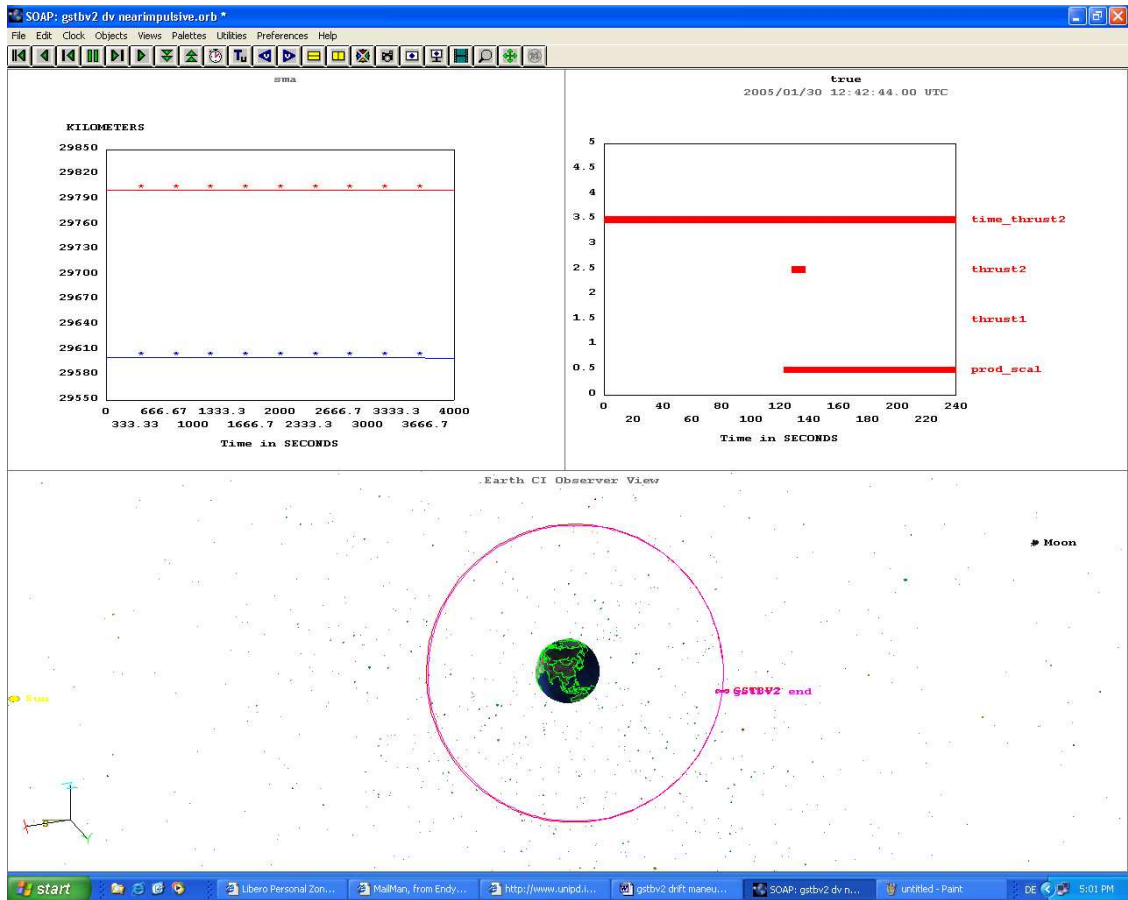 SOAP: gstbv2 dv nearimpulsive.orb *
File Edit Clock Objects Views Palettes Utilities Preferences Help
sma
KILOMETERS
29850
29820
29790
29760
29730
29700
29670
29640
29610
29580
29550
0 666.67 1333.3 2000 2666.7 3333.3 4000
333.33 1000 1666.7 2333.3 3000 3666.7
Time in SECONDS
true
2005/01/30 12:42:44.00 UTC
5
4.5
4
3.5 time_thrust2
3
2.5 thrust2
2
1.5 thrust1
1
0.5 prod_scal
0
0 40 80 120 160 200 240
20 60 100 140 180 220
Time in SECONDS
Earth CI Observer View
Moon
Sun
GSTBV2 end
start
Libero Personal Zon...
MailMan, from Endy...
http://www.unipd.i...
gstbv2 drift maneu...
SOAP: gstbv2 dv n...
untitled - Paint
DE
5:01 PM